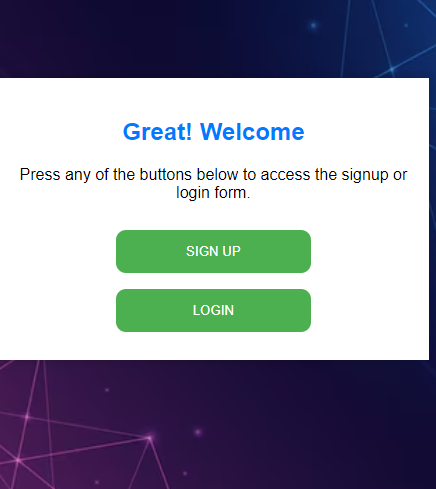 Great! Welcome
Press any of the buttons below to access the signup or
login form.
SIGN UP
LOGIN